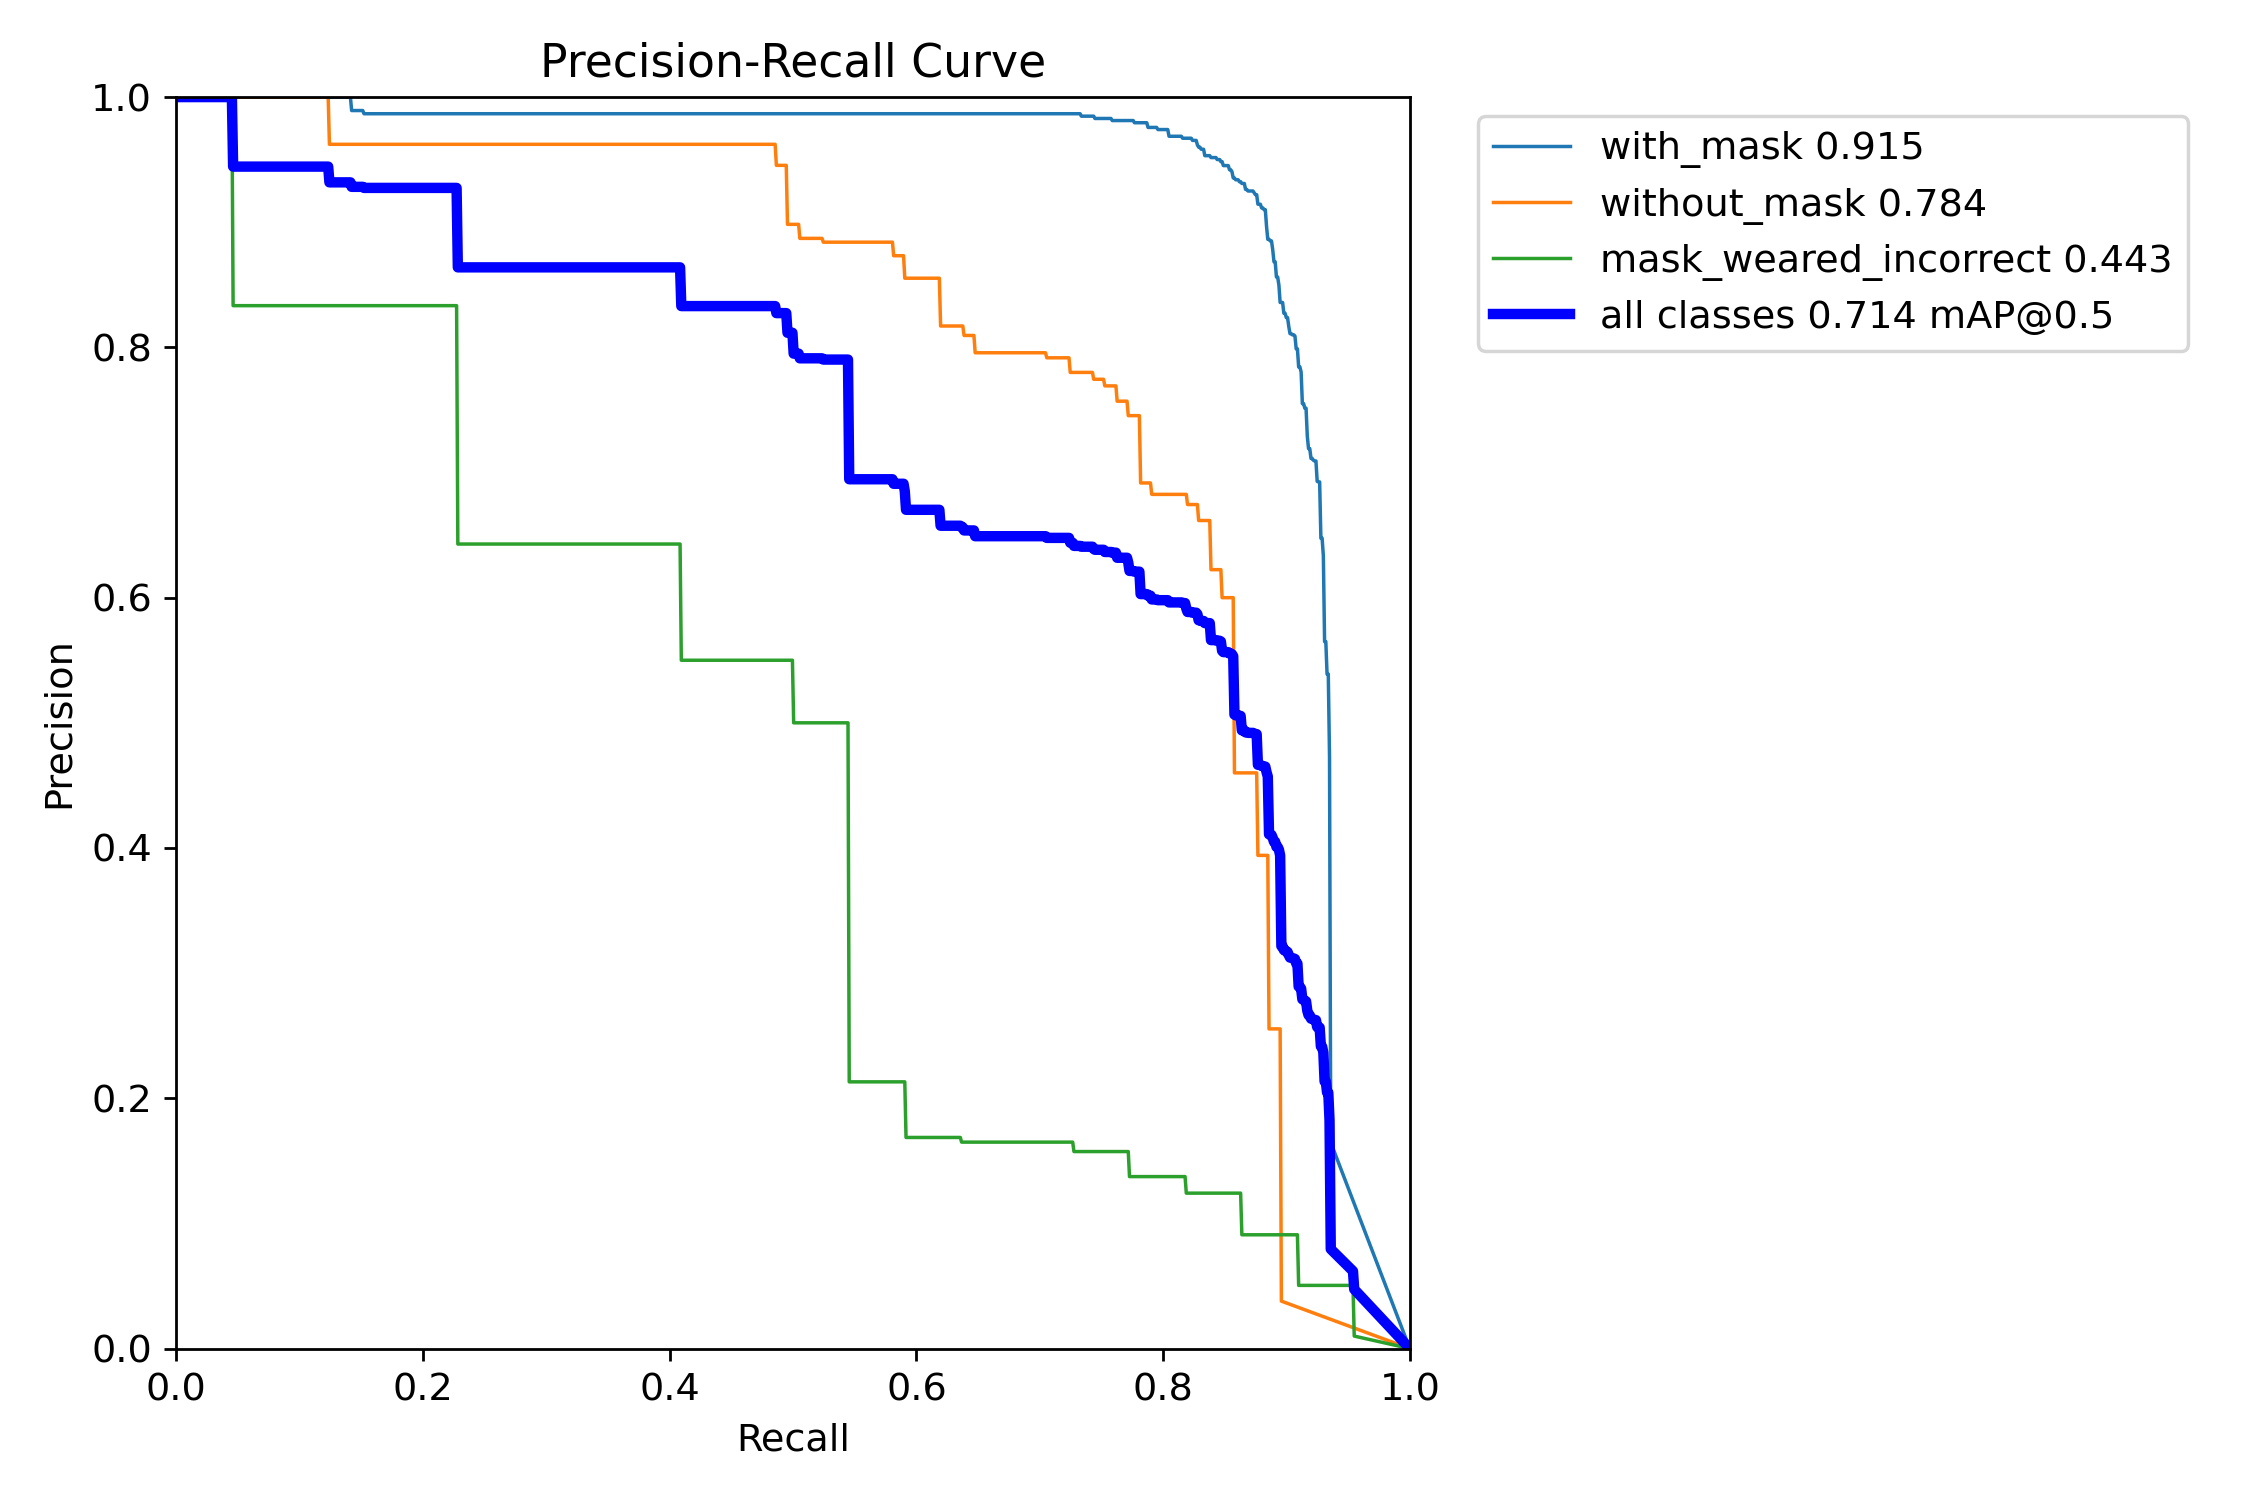 Precision-Recall Curve
1.0
0.8
0.6
0.4
0.2
0.0
Precision
0.0 0.2 0.4 0.6 0.8 1.0
Recall
with_mask 0.915
without_mask 0.784
mask_weared_incorrect 0.443
all classes 0.714 mAP@0.5